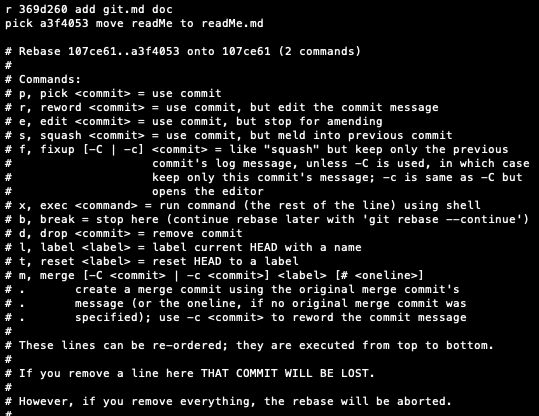 r 369d260 add git.md doc
pick a3f4053 move readMe to readMe.md

# Rebase 107ce61..a3f4053 onto 107ce61 (2 commands)
#
# Commands:
# p, pick <commit> = use commit
# r, reword <commit> = use commit, but edit the commit message
# e, edit <commit> = use commit, but stop for amending
# s, squash <commit> = use commit, but meld into previous commit
# f, fixup [-C | -c] <commit> = like "squash" but keep only the previous
#                    commit's log message, unless -C is used, in which case
#                    keep only this commit's message; -c is same as -C but
#                    opens the editor
# x, exec <command> = run command (the rest of the line) using shell
# b, break = stop here (continue rebase later with 'git rebase --continue')
# d, drop <commit> = remove commit
# l, label <label> = label current HEAD with a name
# t, reset <label> = reset HEAD to a label
# m, merge [-C <commit> | -c <commit>] <label> [# <oneline>]
# .       create a merge commit using the original merge commit's
# .       message (or the oneline, if no original merge commit was
# .       specified); use -c <commit> to reword the commit message
#
# These lines can be re-ordered; they are executed from top to bottom.
#
# If you remove a line here THAT COMMIT WILL BE LOST.
#
# However, if you remove everything, the rebase will be aborted.
#